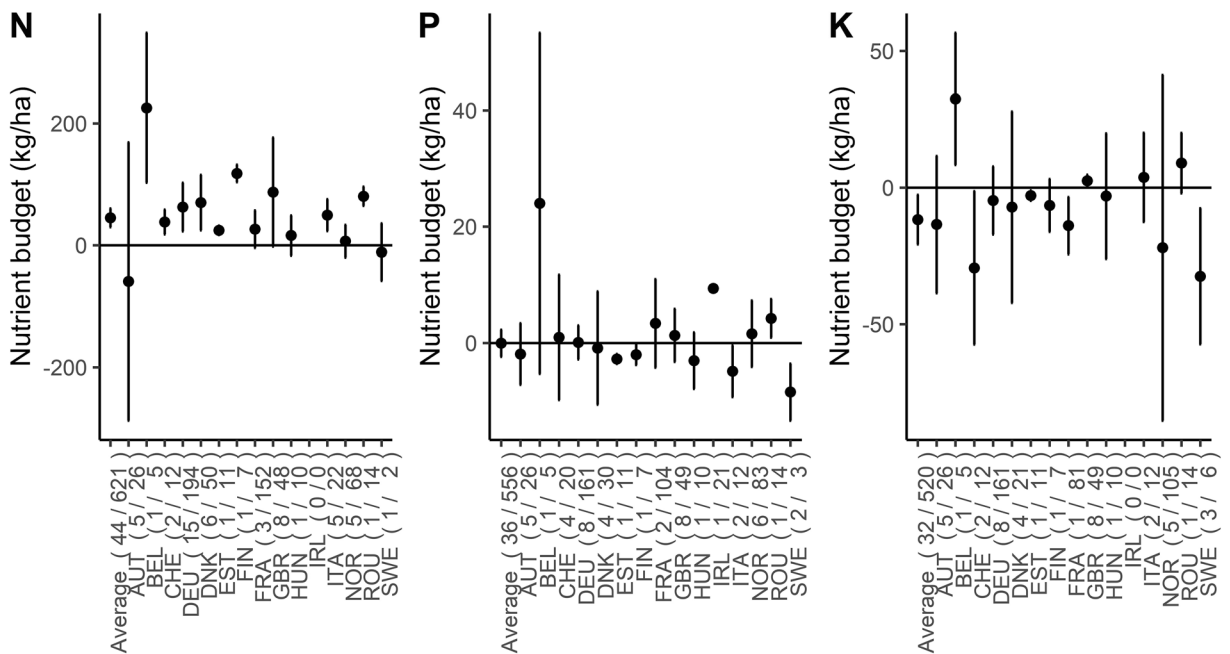 N
Nutrient budget (kg/ha)
200
0
-200
Average ( 44 / 621 )
AUT ( 5 / 26 )
BEL ( 1 / 5 )
CHE ( 2 / 12 )
DEU ( 15 / 194 )
DNK ( 6 / 50 )
EST ( 1 / 11 )
FIN ( 1 / 7 )
FRA ( 3 / 152 )
GBR ( 8 / 48 )
HUN ( 1 / 10 )
IRL ( 0 / 0 )
ITA ( 5 / 22 )
NOR ( 5 / 68 )
ROU ( 1 / 14 )
SWE ( 1 / 2 )
P
Nutrient budget (kg/ha)
40
20
0
Average ( 36 / 556 )
AUT ( 5 / 26 )
BEL ( 1 / 5 )
CHE ( 4 / 20 )
DEU ( 8 / 161 )
DNK ( 4 / 30 )
EST ( 1 / 11 )
FIN ( 1 / 7 )
FRA ( 2 / 104 )
GBR ( 8 / 49 )
HUN ( 1 / 10 )
IRL ( 1 / 21 )
ITA ( 2 / 12 )
NOR ( 6 / 83 )
ROU ( 1 / 14 )
SWE ( 2 / 3 )
K
Nutrient budget (kg/ha)
50
0
-50
Average ( 32 / 520 )
AUT ( 5 / 26 )
BEL ( 1 / 5 )
CHE ( 2 / 12 )
DEU ( 8 / 161 )
DNK ( 4 / 21 )
EST ( 1 / 11 )
FIN ( 1 / 7 )
FRA ( 1 / 81 )
GBR ( 8 / 49 )
HUN ( 1 / 10 )
IRL ( 0 / 0 )
ITA ( 2 / 12 )
NOR ( 5 / 105 )
ROU ( 1 / 14 )
SWE ( 3 / 6 )